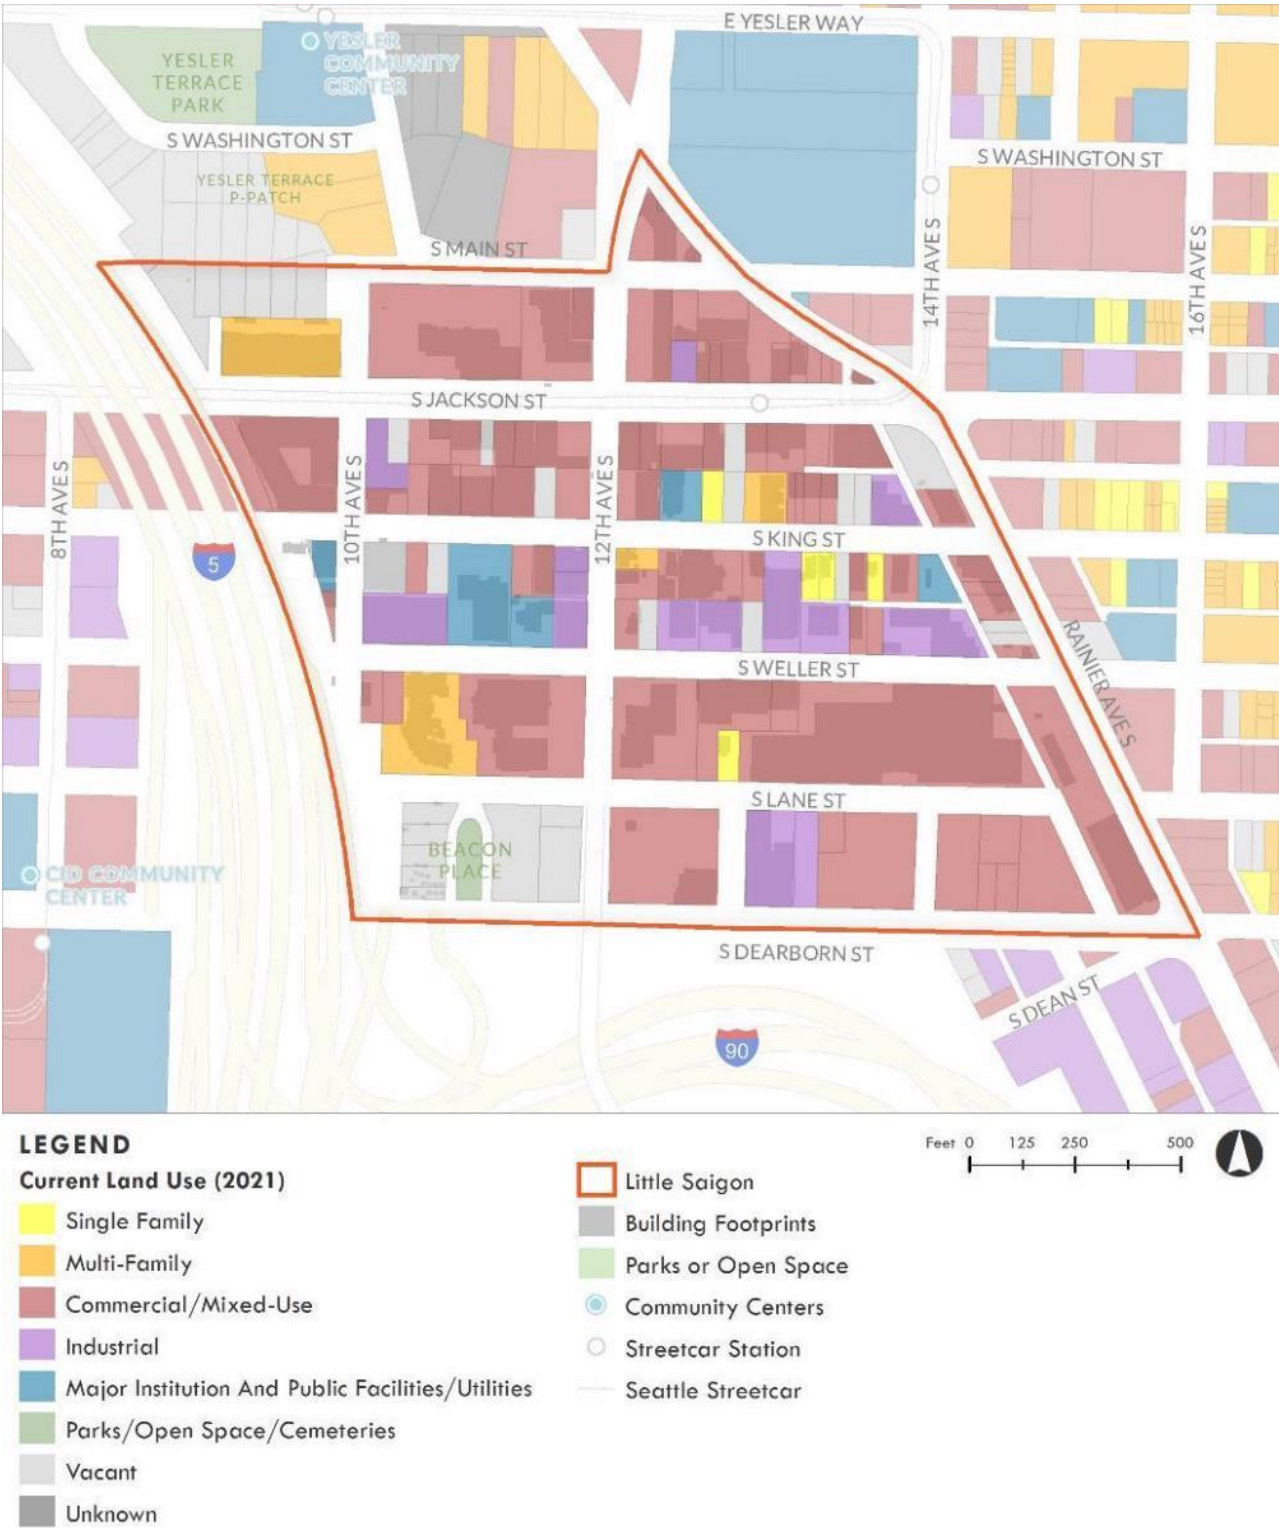 E YESLER WAY
YESLER
COMMUNITY
CENTER
YESLER
TERRACE
PARK
S WASHINGTON ST
S WASHINGTON ST
YESLER TERRACE
P-PATCH
S MAIN ST
14TH AVE S
16TH AVE S
S JACKSON ST
8TH AVE S
10TH AVE S
12TH AVE S
S KING ST
5
S WELLER ST
RAINIER AVE S
S LANE ST
BEACON
PLACE
CID COMMUNITY
CENTER
S DEARBORN ST
S DEAN ST
90
LEGEND
Current Land Use (2021)
Single Family
Multi-Family
Commercial/Mixed-Use
Industrial
Major Institution And Public Facilities/Utilities
Parks/Open Space/Cemeteries
Vacant
Unknown
Little Saigon
Building Footprints
Parks or Open Space
Community Centers
Streetcar Station
Seattle Streetcar
Feet 0 125 250 500